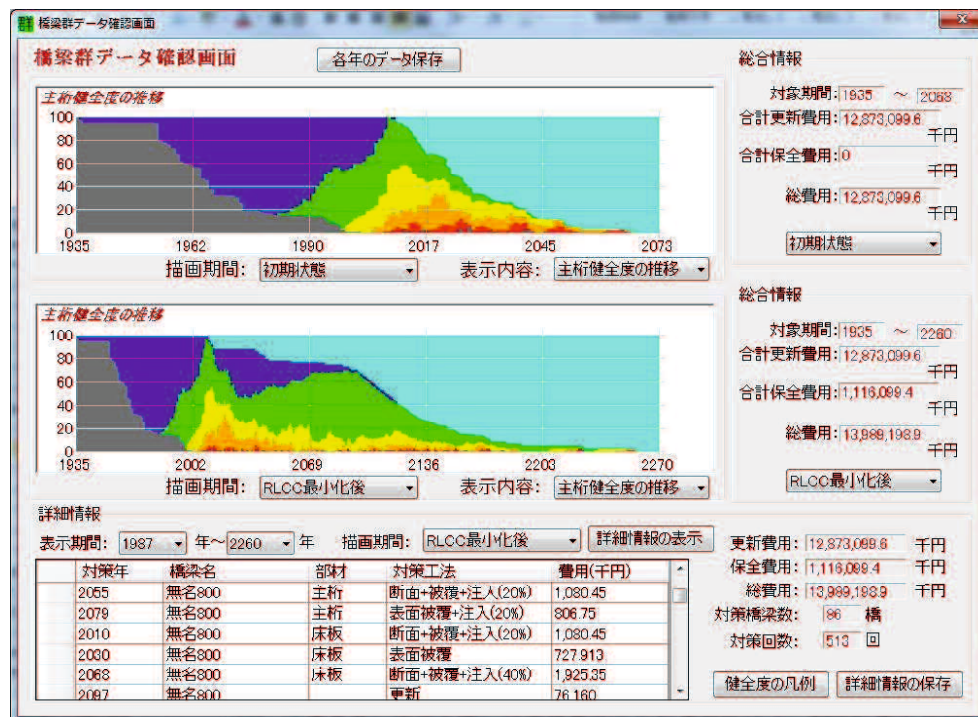 橋梁群データ確認画面
橋梁群データ確認画面
各年のデータ保存
主桁健全度の推移
100
80
60
40
20
0
1935 1962 1990 2017 2045 2073
描画期間: 初期状態 表示内容: 主桁健全度の推移
総合情報
対象期間: 1935 ～ 2068
合計更新費用: 12,873,099.6
千円
合計保全費用: 0
千円
総費用: 12,873,099.6
千円
初期状態
主桁健全度の推移
100
80
60
40
20
0
1935 2002 2069 2136 2203 2270
描画期間: RLCC最小化後 表示内容: 主桁健全度の推移
総合情報
対象期間: 1935 ～ 2260
合計更新費用: 12,873,099.6
千円
合計保全費用: 1,116,099.4
千円
総費用: 13,989,198.9
千円
RLCC最小化後
詳細情報
表示期間: 1987 年～ 2260 年 描画期間: RLCC最小化後 詳細情報の表示
対策年 橋梁名 部材 対策工法 費用(千円)
2055 無名800 主桁 断面+被覆+注入(20%) 1,080.45
2079 無名800 主桁 表面被覆+注入(20%) 806.75
2010 無名800 床板 断面+被覆+注入(20%) 1,080.45
2030 無名800 床板 表面被覆 727.913
2068 無名800 床板 断面+被覆+注入(40%) 1,925.35
2097 無名800 更新 76,160
更新費用: 12,873,099.6 千円
保全費用: 1,116,099.4 千円
総費用: 13,989,198.9 千円
対策橋梁数: 86 橋
対策回数: 513 回
健全度の凡例 詳細情報の保存